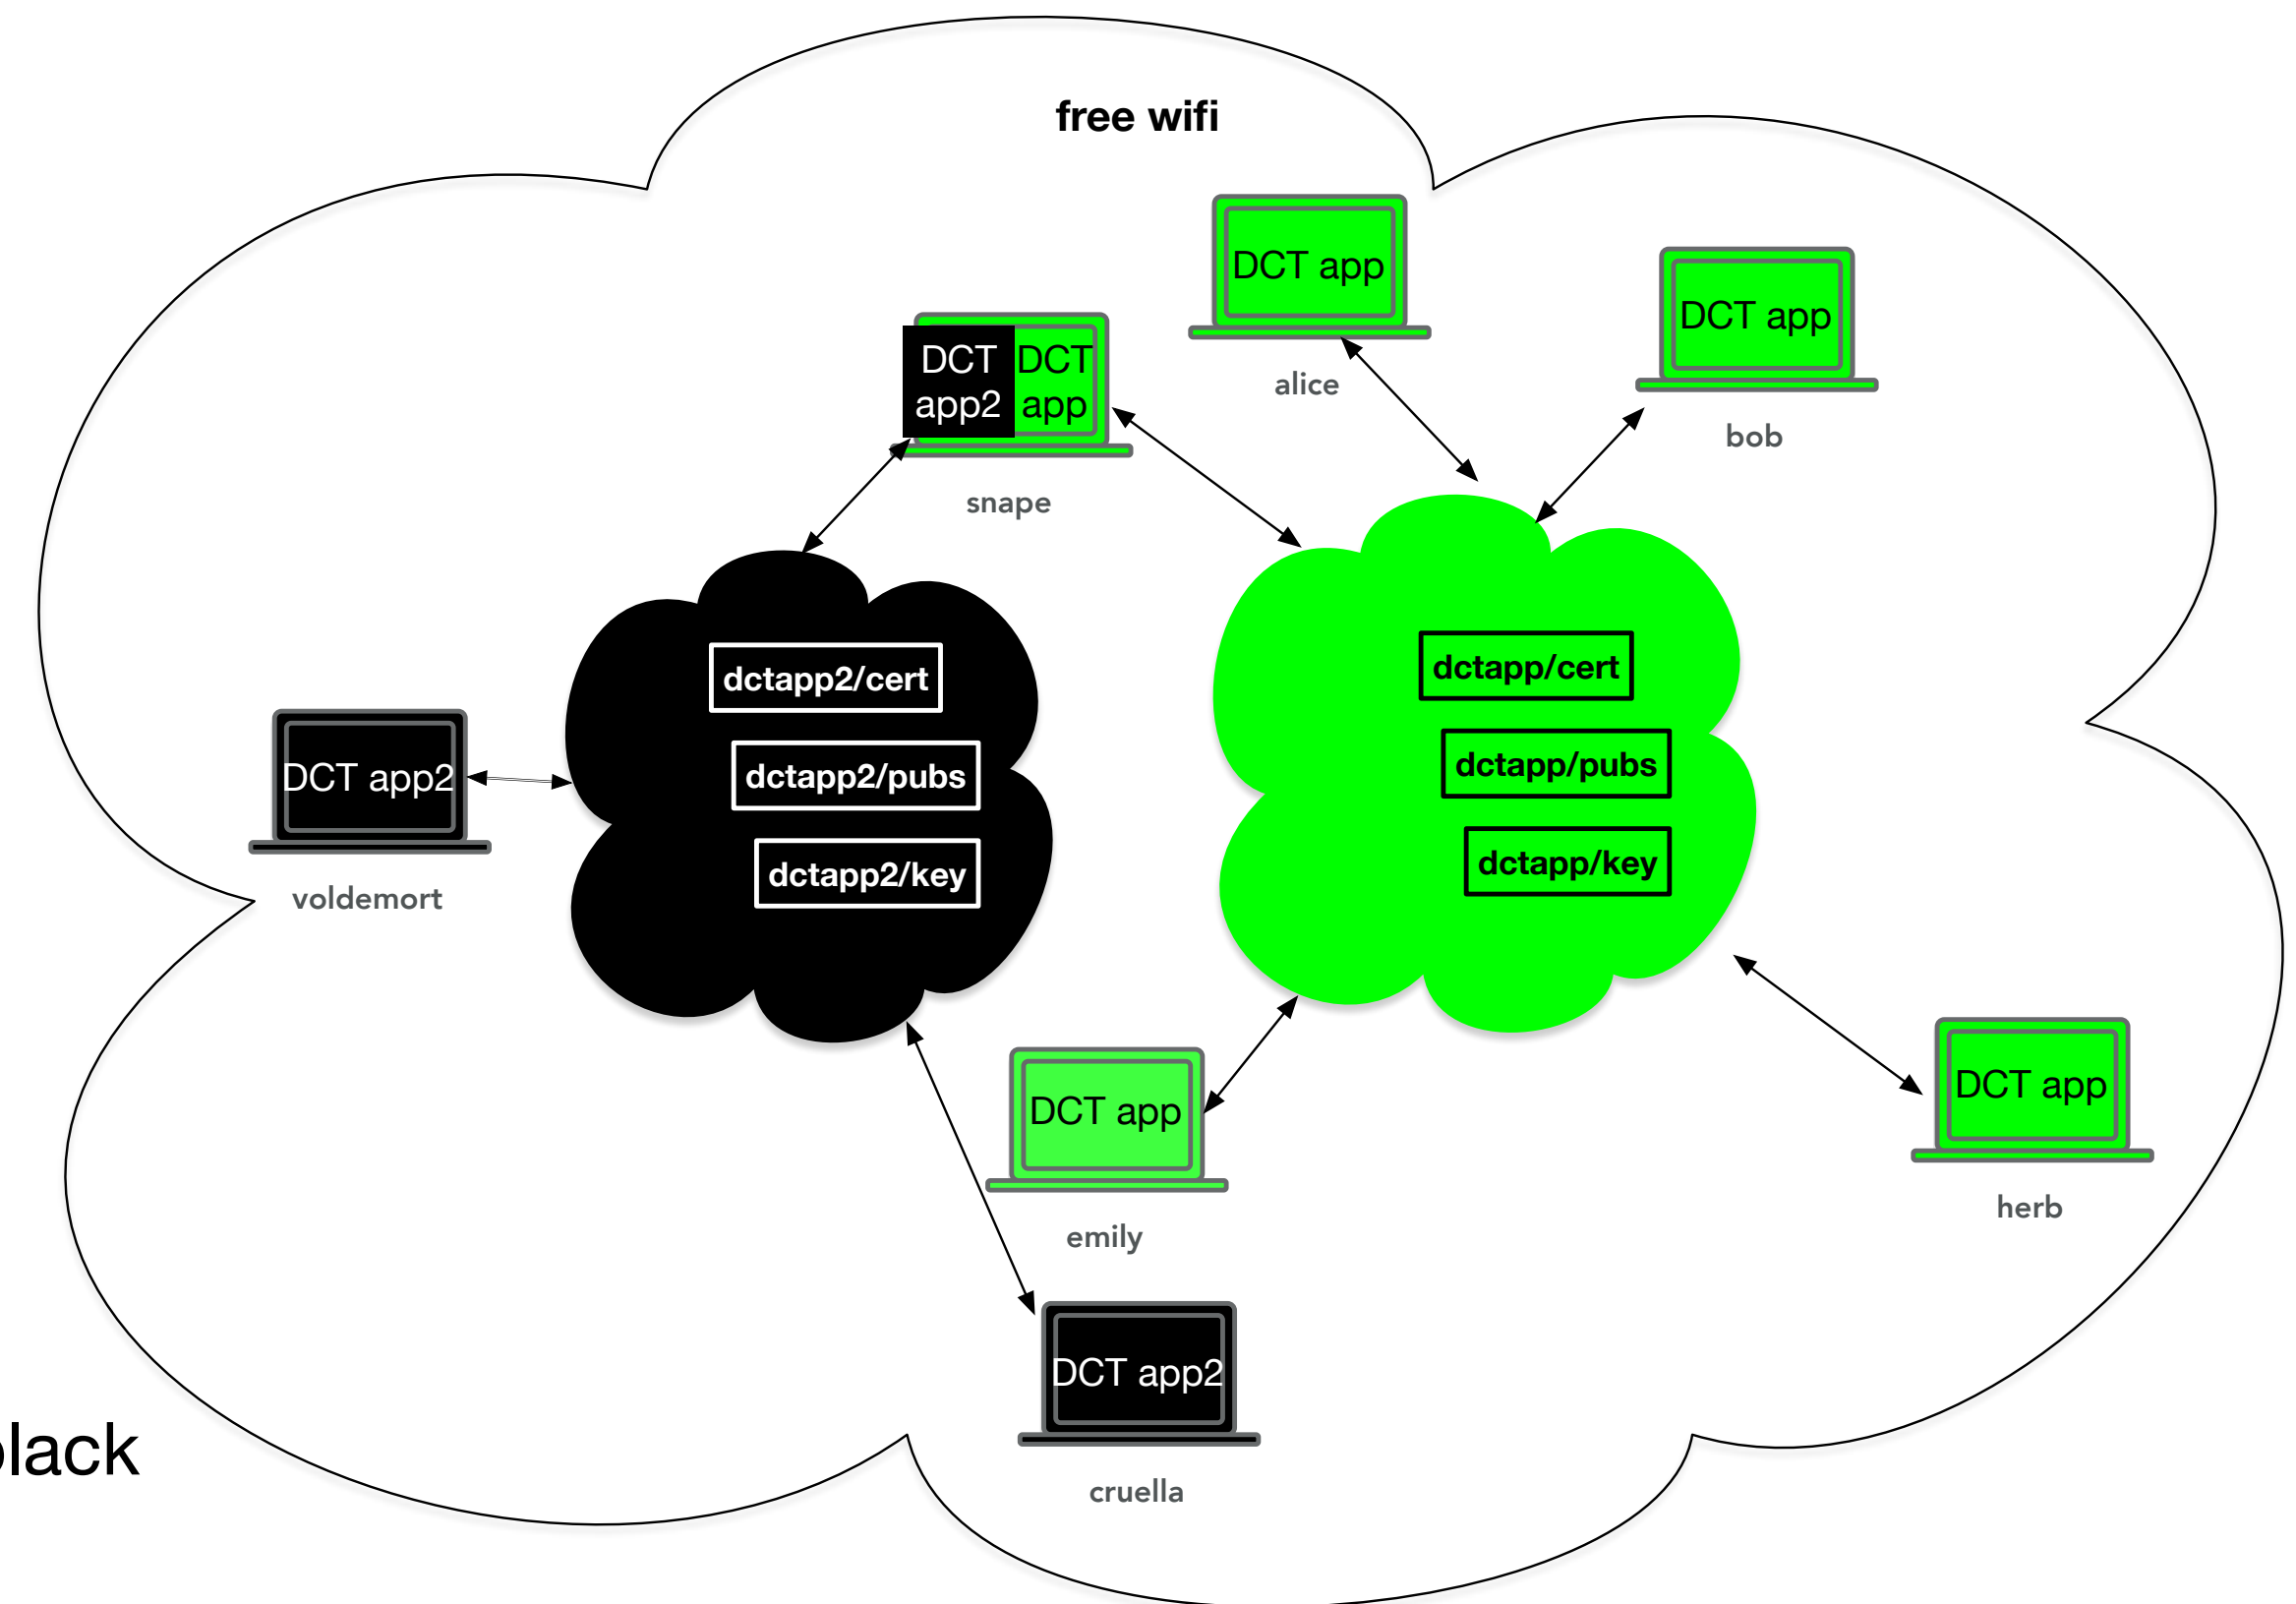 free wifi
DCT app
DCT app
DCT
app2
DCT
app
alice
bob
snape
dctapp2/cert
dctapp/cert
dctapp2/pubs
dctapp/pubs
DCT app2
dctapp2/key
dctapp/key
voldemort
DCT app
DCT app
herb
emily
DCT app2
lack
cruella